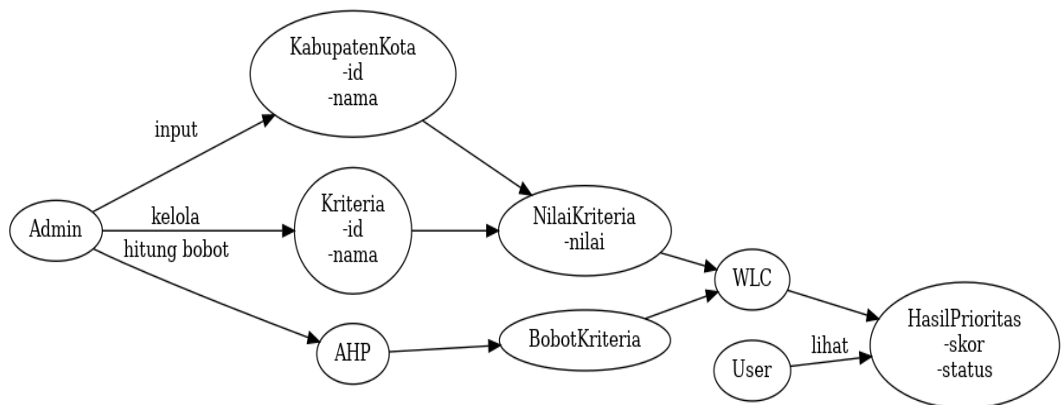 KabupatenKota
-id
-nama
input
Admin
kelola
hitung bobot
Kriteria
-id
-nama
NilaiKriteria
-nilai
AHP
BobotKriteria
WLC
User
lihat
HasilPrioritas
-skor
-status